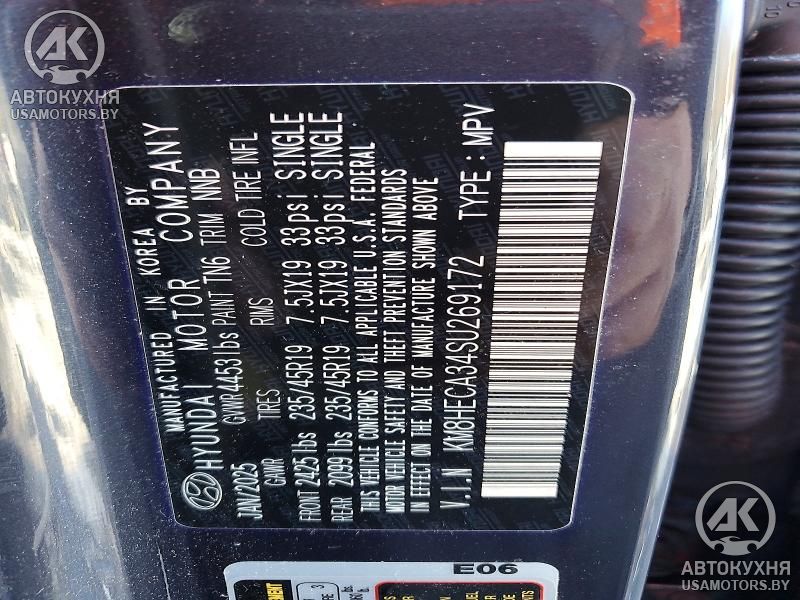 MANUFACTURED IN KOREA BY
HYUNDAI MOTOR COMPANY
JAN/2025 GVWR 4453 lbs PAINT TN6 TRIM NNB
GAWR TIRES RIMS COLD TIRE INFL
FRONT 2425 lbs 235/45R19 7.5JX19 33psi SINGLE
REAR 2099 lbs 235/45R19 7.5JX19 33psi SINGLE
THIS VEHICLE CONFORMS TO ALL APPLICABLE U.S.A. FEDERAL
MOTOR VEHICLE SAFETY AND THEFT PREVENTION STANDARDS
IN EFFECT ON THE DATE OF MANUFACTURE SHOWN ABOVE
V.I.N KM8HECA34SU269172 TYPE : MPV
E06
АК
АВТОКУХНЯ
USAMOTORS.BY
АК
АВТОКУХНЯ
USAMOTORS.BY